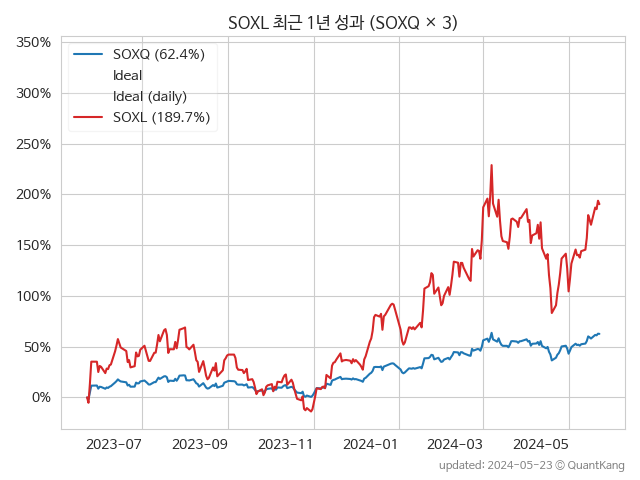 SOXL 최근 1년 성과 (SOXQ × 3)
350%
300%
250%
200%
150%
100%
50%
0%
SOXQ (62.4%)
Ideal
Ideal (daily)
SOXL (189.7%)
2023-07
2023-09
2023-11
2024-01
2024-03
2024-05
updated: 2024-05-23 ⓒ QuantKang